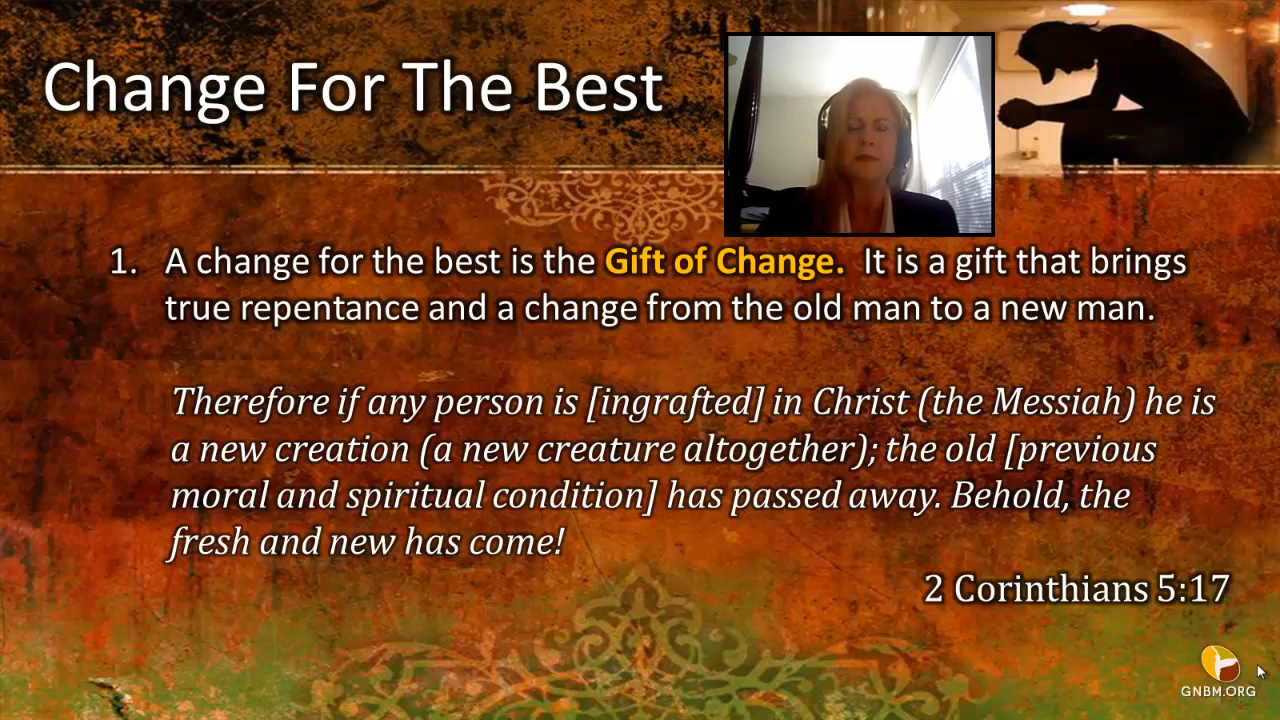 Change For The Best
1. A change for the best is the Gift of Change. It is a gift that brings
true repentance and a change from the old man to a new man.
Therefore if any person is [ingrafted] in Christ (the Messiah) he is
a new creation (a new creature altogether); the old [previous
moral and spiritual condition] has passed away. Behold, the
fresh and new has come!
2 Corinthians 5:17
GNBM.ORG